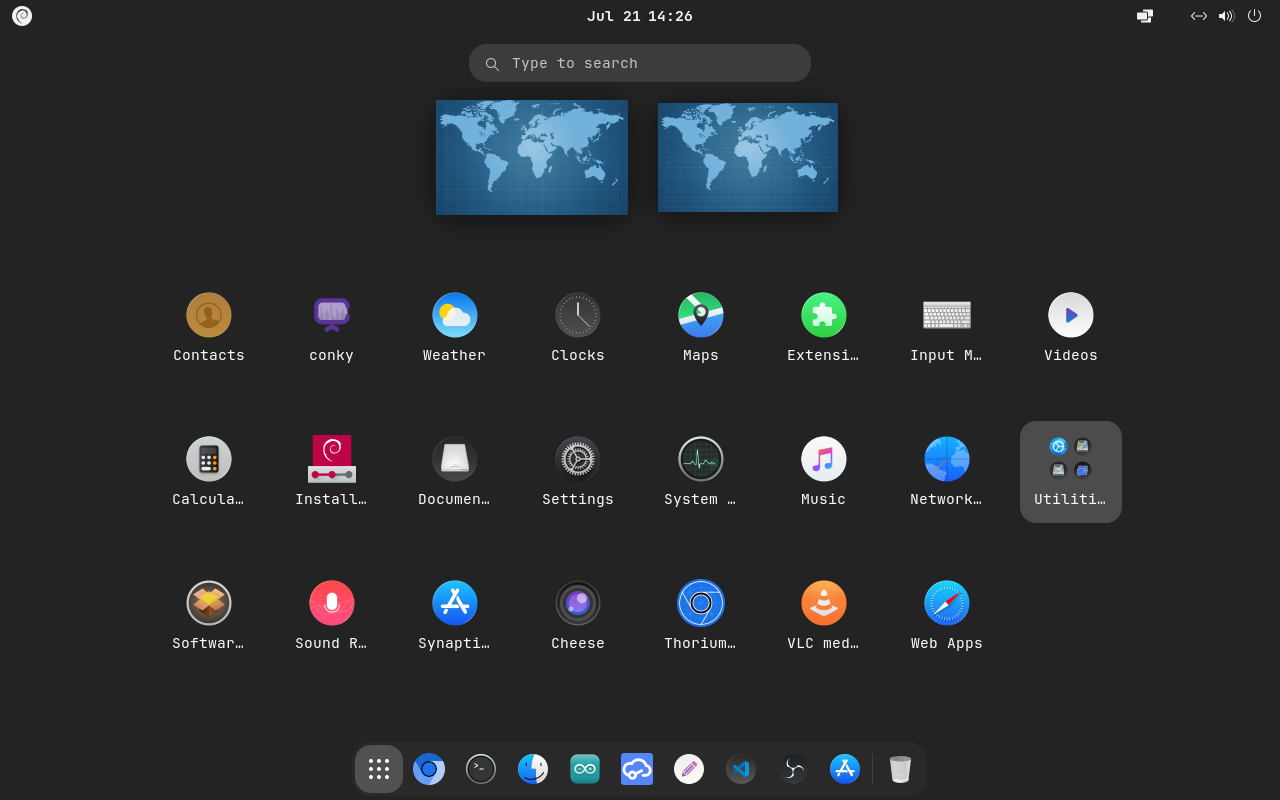 Jul 21 14:26
Type to search
Contacts conky Weather Clocks Maps Extensi… Input M… Videos
Calcula… Install… Documen… Settings System … Music Network… Utiliti…
Softwar… Sound R… Synapti… Cheese Thorium… VLC med… Web Apps